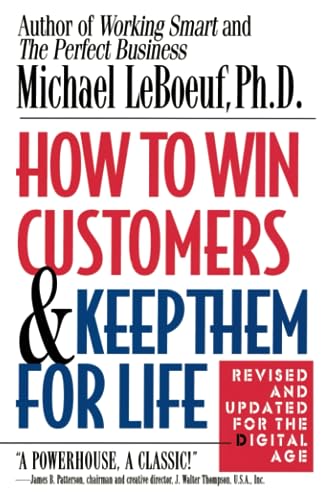 Author of Working Smart and
The Perfect Business
Michael LeBoeuf, Ph.D.
HOW TO WIN
CUSTOMERS
& KEEP THEM
FOR LIFE
REVISED
AND
UPDATED
FOR THE
DIGITAL
AGE
"A POWERHOUSE, A CLASSIC!"
—James B. Patterson, chairman and creative director, J. Walter Thompson, U.S.A., Inc.